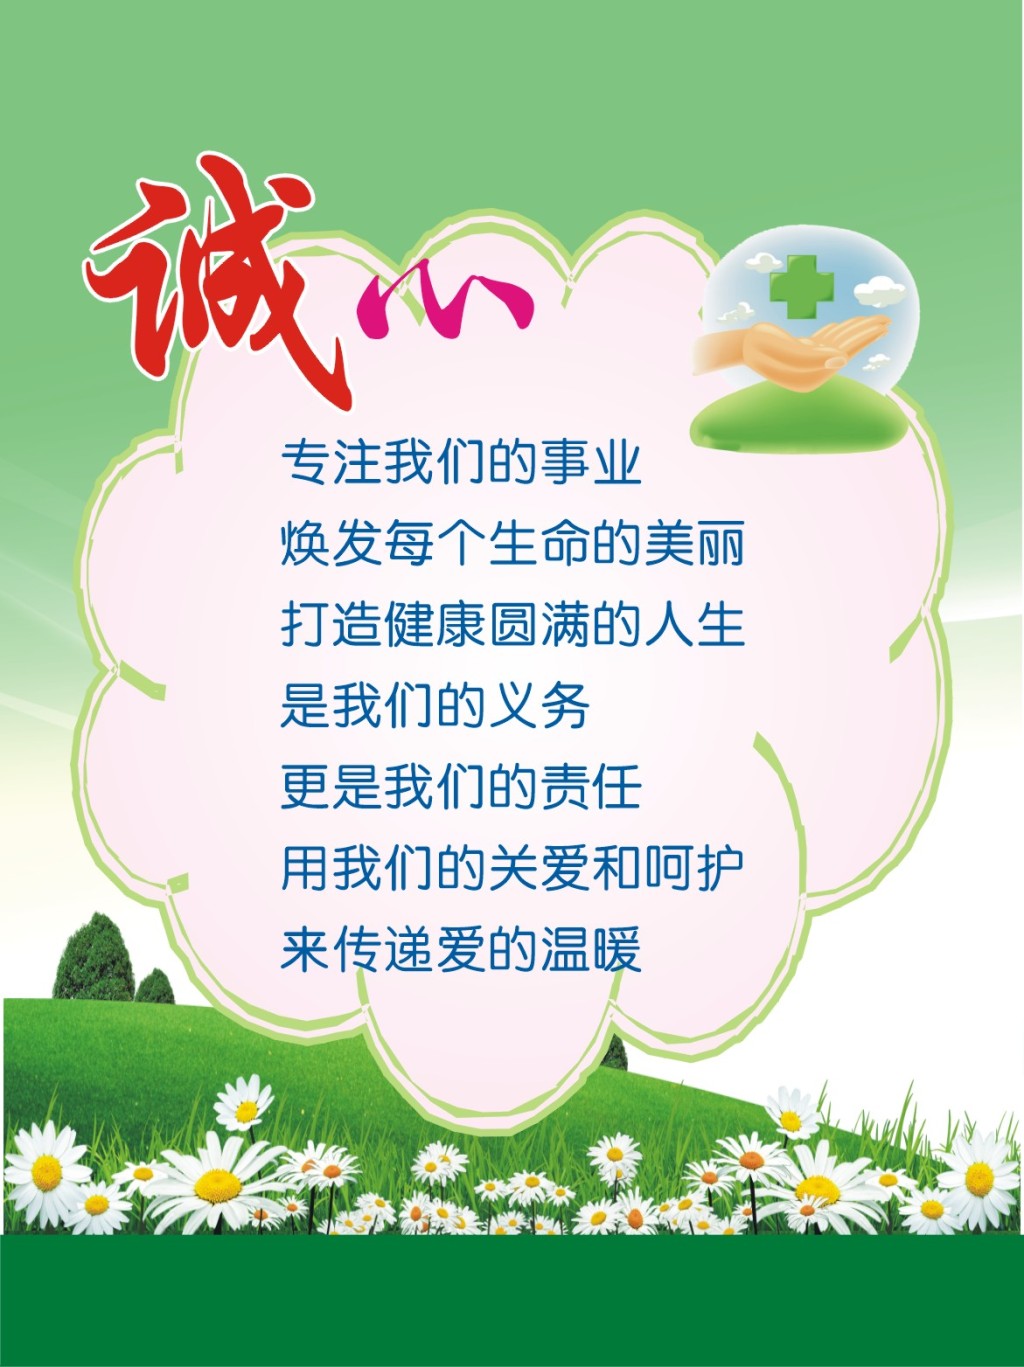 誠心
专注我们的事业
焕发每个生命的美丽
打造健康圆满的人生
是我们的义务
更是我们的责任
用我们的关爱和呵护
来传递爱的温暖